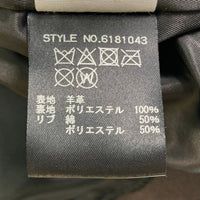 STYLE NO.6181043
表地 羊革
裏地 ポリエステル 100%
リブ 綿 50%
ポリエステル 50%